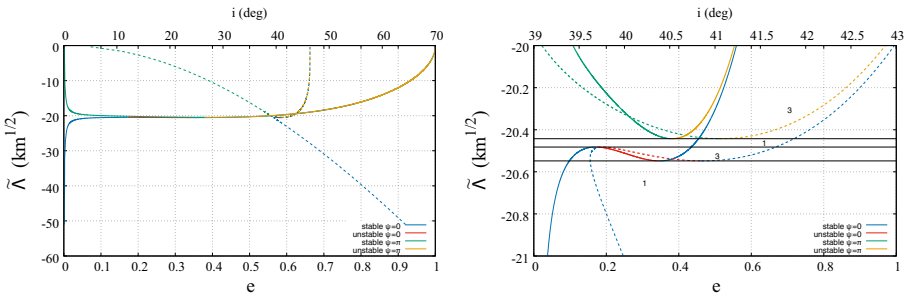 i (deg)
0 10 20 30 40 50 60 70
0
-10
-20
-30
-40
-50
-60
Λ̃ (km^1/2)
stable ψ=0
unstable ψ=0
stable ψ=π
unstable ψ=π
0 0.1 0.2 0.3 0.4 0.5 0.6 0.7 0.8 0.9 1
e
i (deg)
39 39.5 40 40.5 41 41.5 42 42.5 43
-20
-20.2
-20.4
-20.6
-20.8
-21
Λ̃ (km^1/2)
3
1
3
1
stable ψ=0
unstable ψ=0
stable ψ=π
unstable ψ=π
0 0.2 0.4 0.6 0.8 1
e